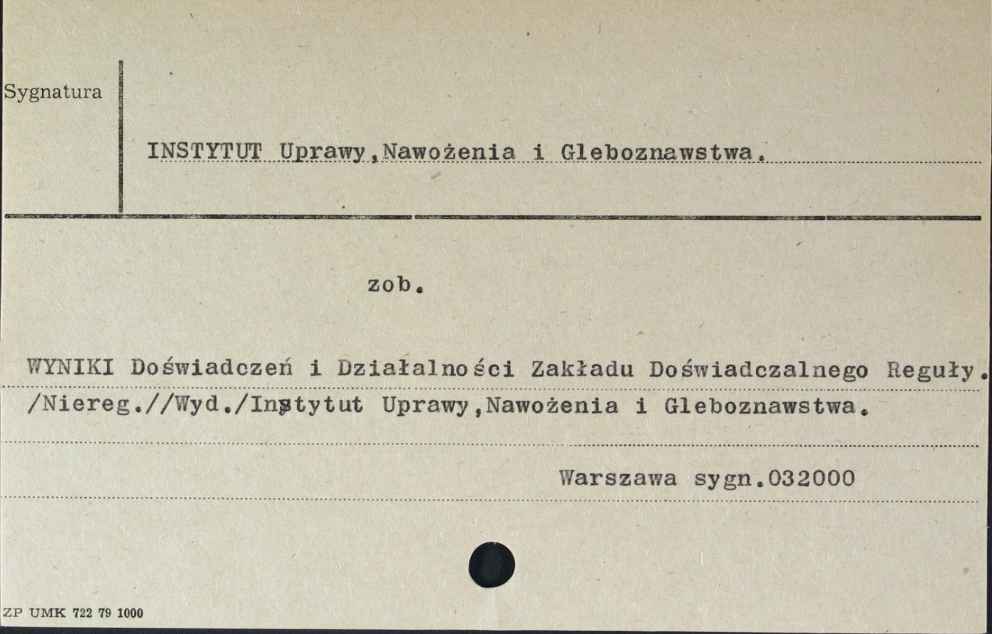 Sygnatura
INSTYTUT Uprawy,Nawożenia i Gleboznawstwa.
zob.
WYNIKI Doświadczeń i Działalności Zakładu Doświadczalnego Reguły.
/Niereg.//Wyd./Instytut Uprawy,Nawożenia i Gleboznawstwa.
Warszawa sygn.032000
ZP UMK 722 79 1000